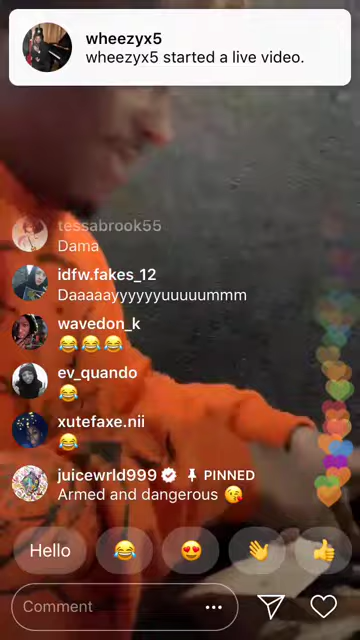 wheezyx5
wheezyx5 started a live video.
tessabrook55
Dama
idfw.fakes_12
Daaaaayyyyyyuuuuummm
wavedon_k
😂😂😂
ev_quando
😂
xutefaxe.nii
😂
juicewrld999 PINNED
Armed and dangerous 😘
Hello 😂 😍 👋 👍
Comment ...